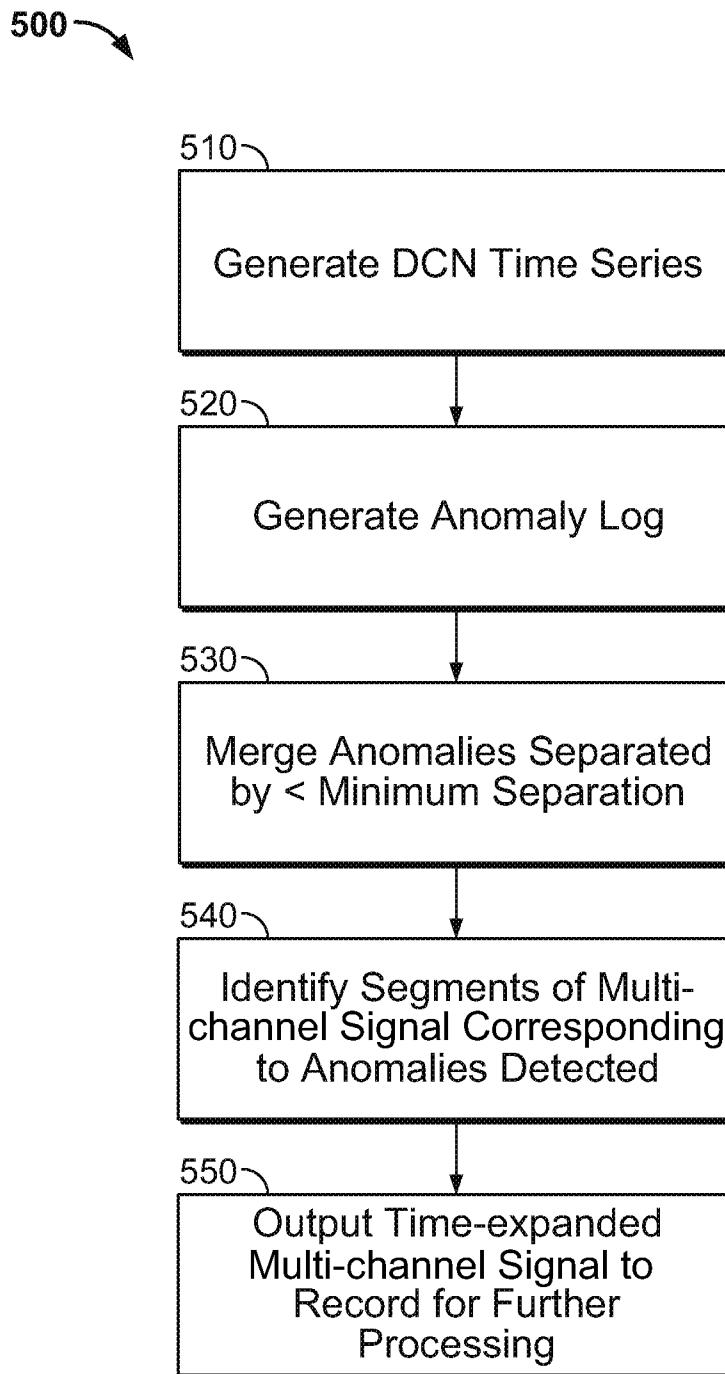 500
510
Generate DCN Time Series
520
Generate Anomaly Log
530
Merge Anomalies Separated
by < Minimum Separation
540
Identify Segments of Multi-
channel Signal Corresponding
to Anomalies Detected
550
Output Time-expanded
Multi-channel Signal to
Record for Further
Processing